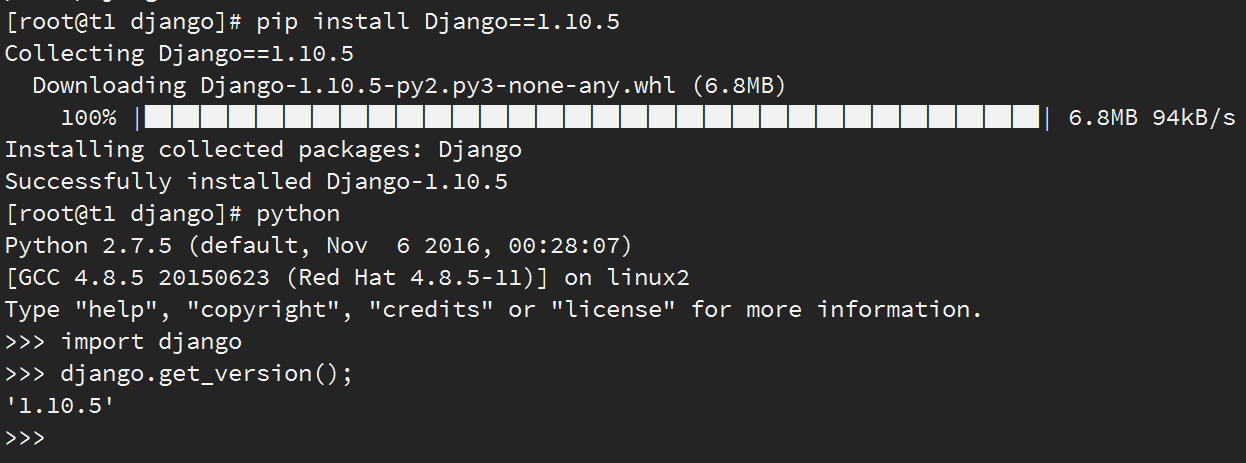 [root@t1 django]# pip install Django==1.10.5
Collecting Django==1.10.5
  Downloading Django-1.10.5-py2.py3-none-any.whl (6.8MB)
    100% |████████████████████████████████| 6.8MB 94kB/s
Installing collected packages: Django
Successfully installed Django-1.10.5
[root@t1 django]# python
Python 2.7.5 (default, Nov  6 2016, 00:28:07)
[GCC 4.8.5 20150623 (Red Hat 4.8.5-11)] on linux2
Type "help", "copyright", "credits" or "license" for more information.
>>> import django
>>> django.get_version();
'1.10.5'
>>>